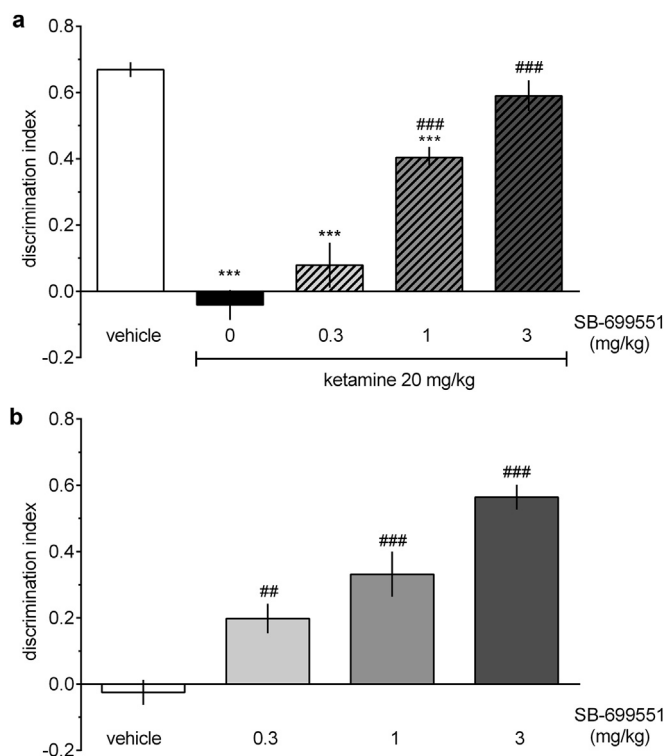 a
0.8
###
0.6
###
***
0.4
discrimination index
0.2
***
***
0.0
-0.2
vehicle
0
0.3
1
3
SB-699551
(mg/kg)
ketamine 20 mg/kg
b
0.8
###
0.6
###
0.4
discrimination index
##
0.2
0.0
-0.2
vehicle
0.3
1
3
SB-699551
(mg/kg)